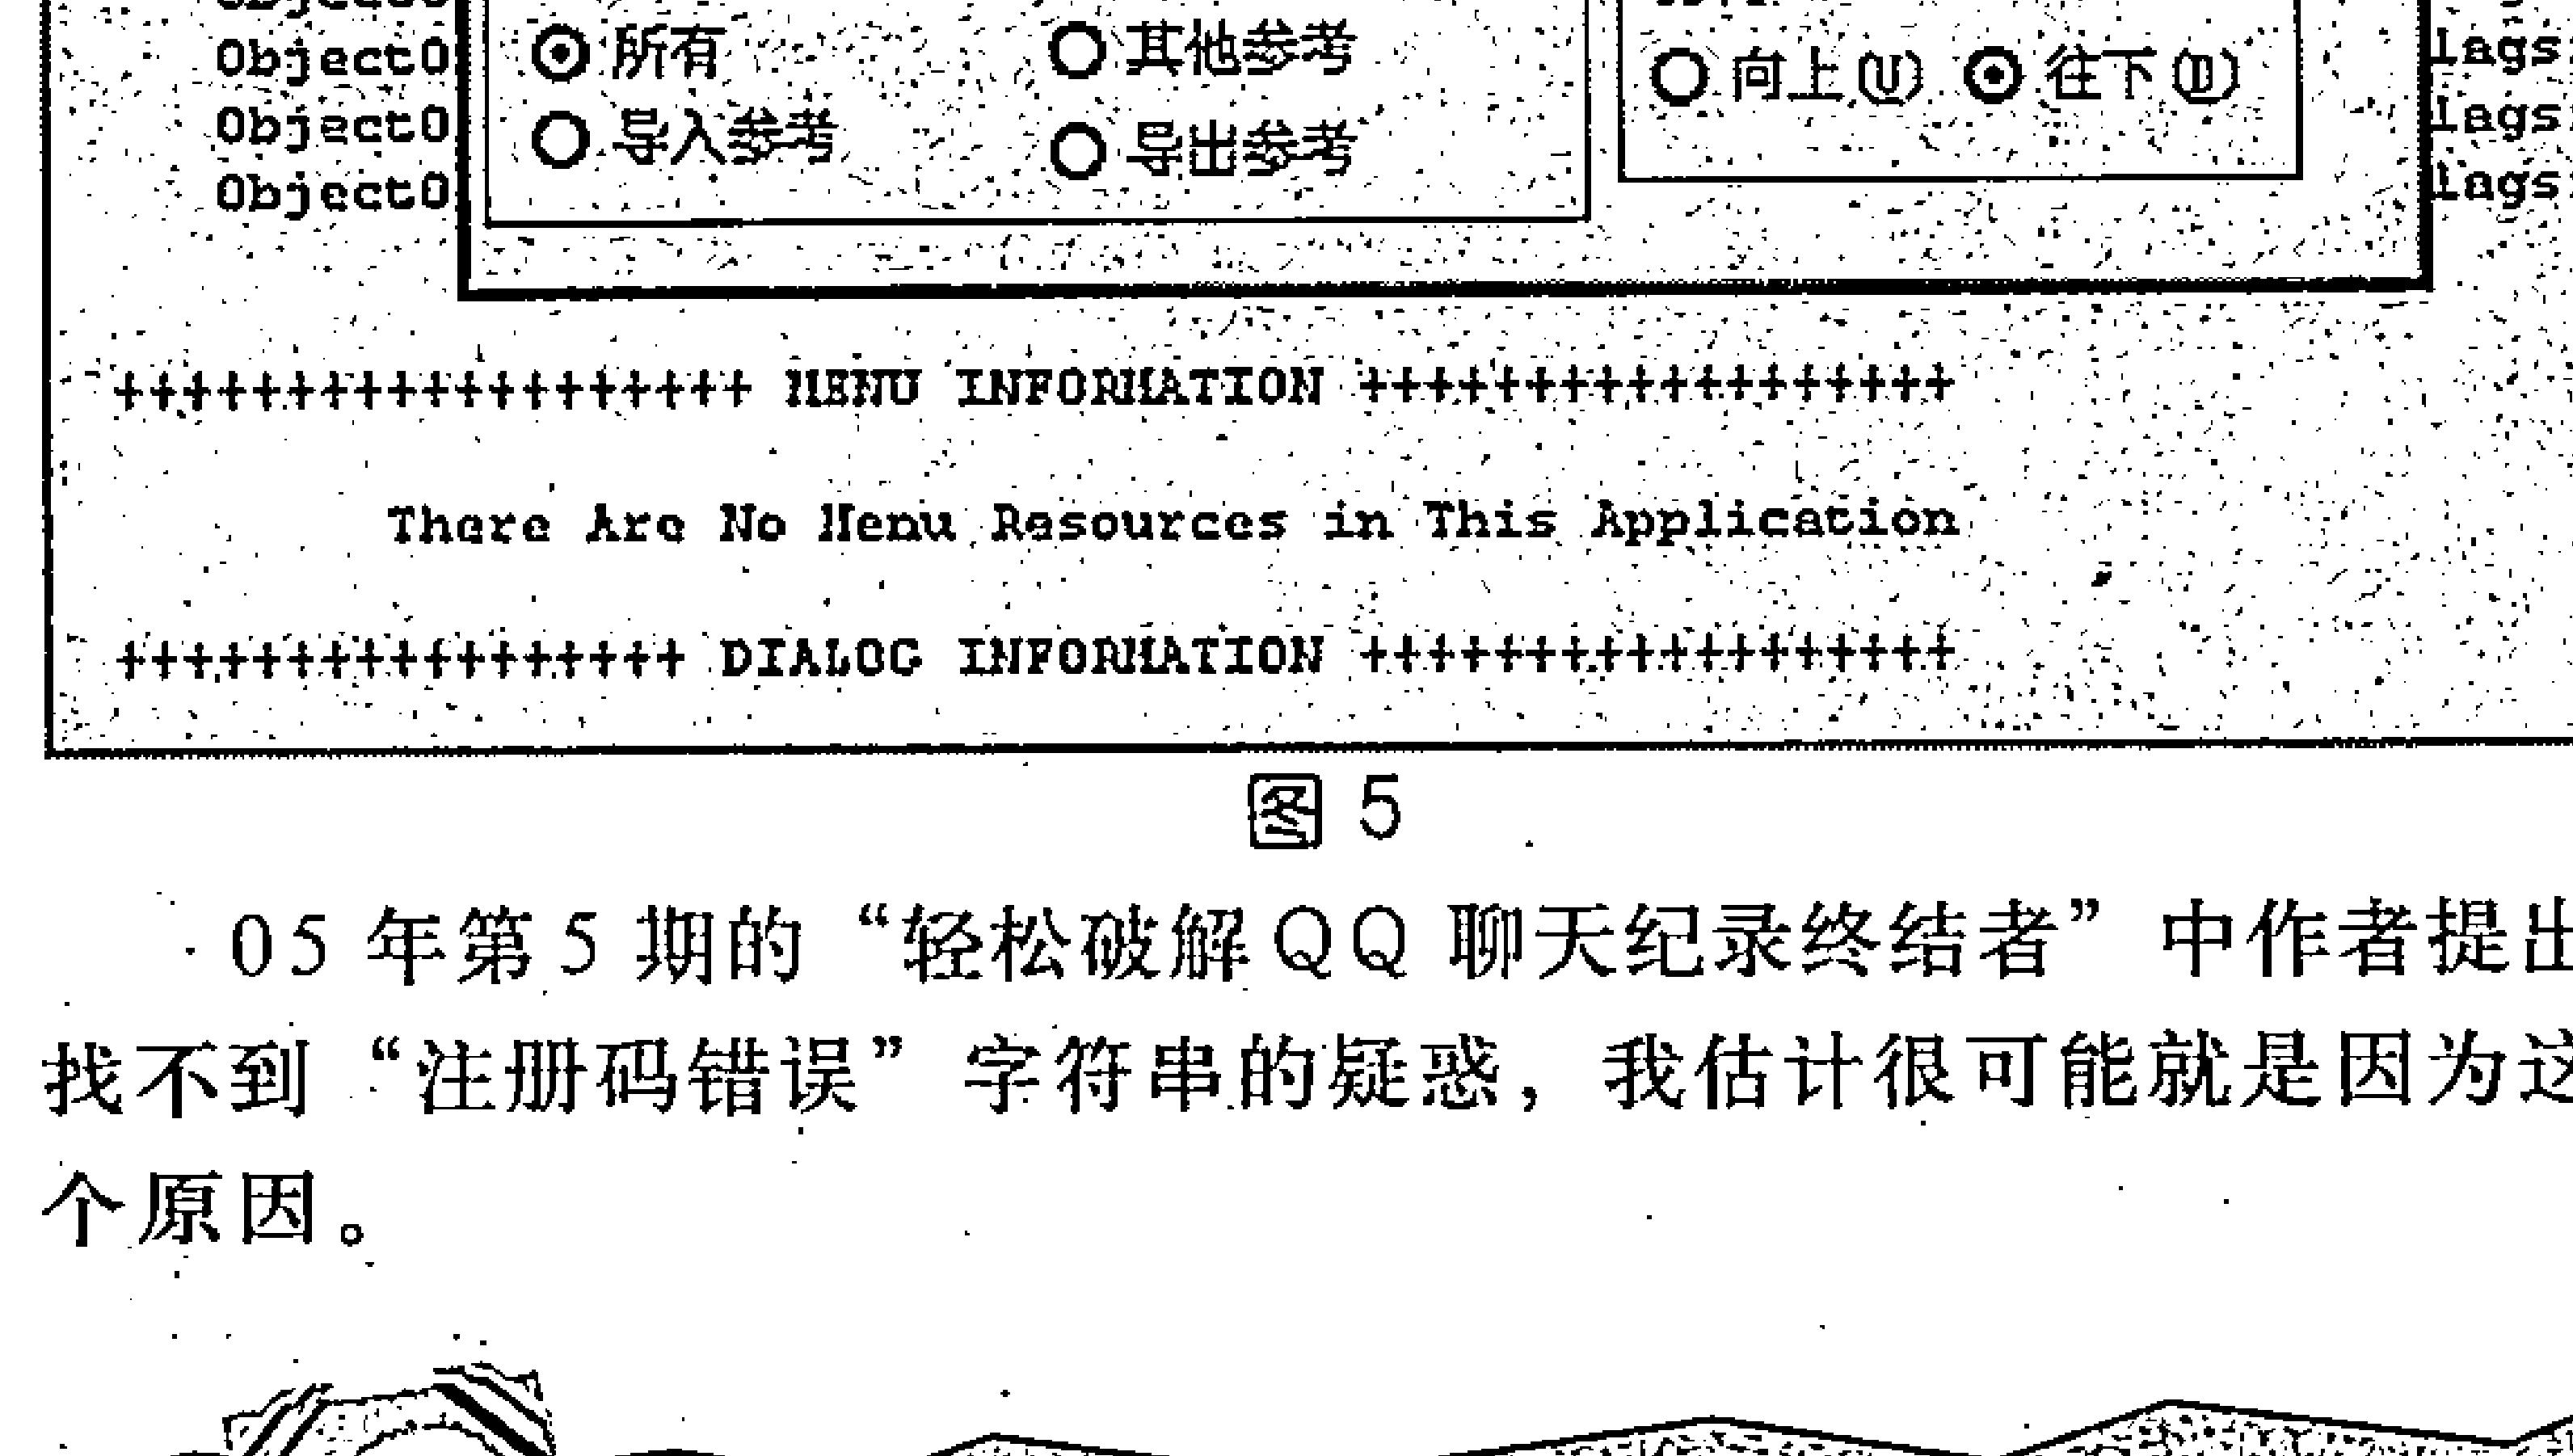 Object0
所有 其他参考 向上(U) 往下(D) lags
Object0
导入参考 导出参考 lags
Object0 lags
++++++++++++++++++ MENU INFORMATION ++++++++++++++++++
There Are No Menu Resources in This Application
+++++++++++++++++ DIALOG INFORMATION ++++++++++++++++++
图 5
05 年第 5 期的“轻松破解 QQ 聊天纪录终结者”中作者提出
找不到“注册码错误”字符串的疑惑，我估计很可能就是因为这
个原因。